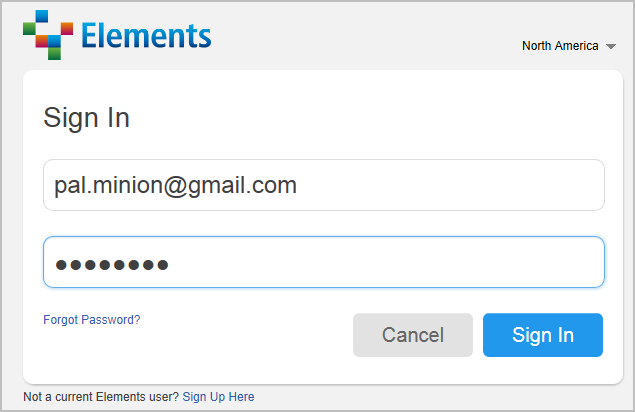 Elements
North America
Sign In
pal.minion@gmail.com
●●●●●●●●
Forgot Password?
Cancel
Sign In
Not a current Elements user? Sign Up Here